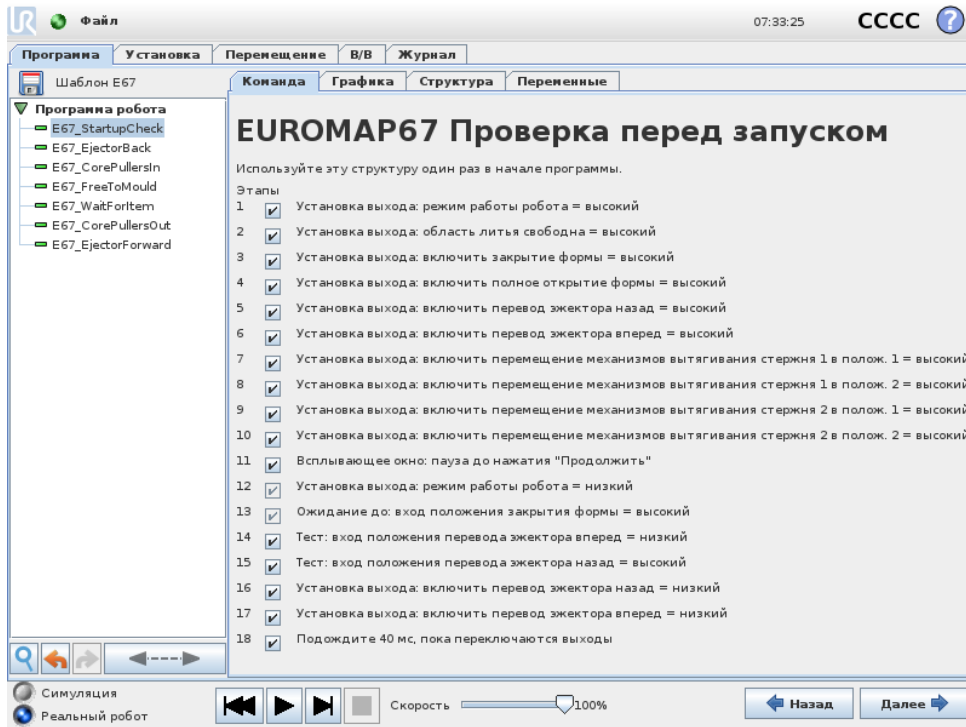 UR Файл 07:33:25 CCCC ?
Программа Установка Перемещение В/В Журнал
Шаблон E67
Команда Графика Структура Переменные
Программа робота
E67_StartupCheck
E67_EjectorBack
E67_CorePullersIn
E67_FreeToMould
E67_WaitForItem
E67_CorePullersOut
E67_EjectorForward
EUROMAP67 Проверка перед запуском
Используйте эту структуру один раз в начале программы.
Этапы
1 Установка выхода: режим работы робота = высокий
2 Установка выхода: область литья свободна = высокий
3 Установка выхода: включить закрытие формы = высокий
4 Установка выхода: включить полное открытие формы = высокий
5 Установка выхода: включить перевод эжектора назад = высокий
6 Установка выхода: включить перевод эжектора вперед = высокий
7 Установка выхода: включить перемещение механизмов вытягивания стержня 1 в полож. 1 = высокий
8 Установка выхода: включить перемещение механизмов вытягивания стержня 1 в полож. 2 = высокий
9 Установка выхода: включить перемещение механизмов вытягивания стержня 2 в полож. 1 = высокий
10 Установка выхода: включить перемещение механизмов вытягивания стержня 2 в полож. 2 = высокий
11 Всплывающее окно: пауза до нажатия "Продолжить"
12 Установка выхода: режим работы робота = низкий
13 Ожидание до: вход положения закрытия формы = высокий
14 Тест: вход положения перевода эжектора вперед = низкий
15 Тест: вход положения перевода эжектора назад = высокий
16 Установка выхода: включить перевод эжектора назад = низкий
17 Установка выхода: включить перевод эжектора вперед = низкий
18 Подождите 40 мс, пока переключаются выходы
Симуляция
Реальный робот
Скорость 100%
Назад Далее